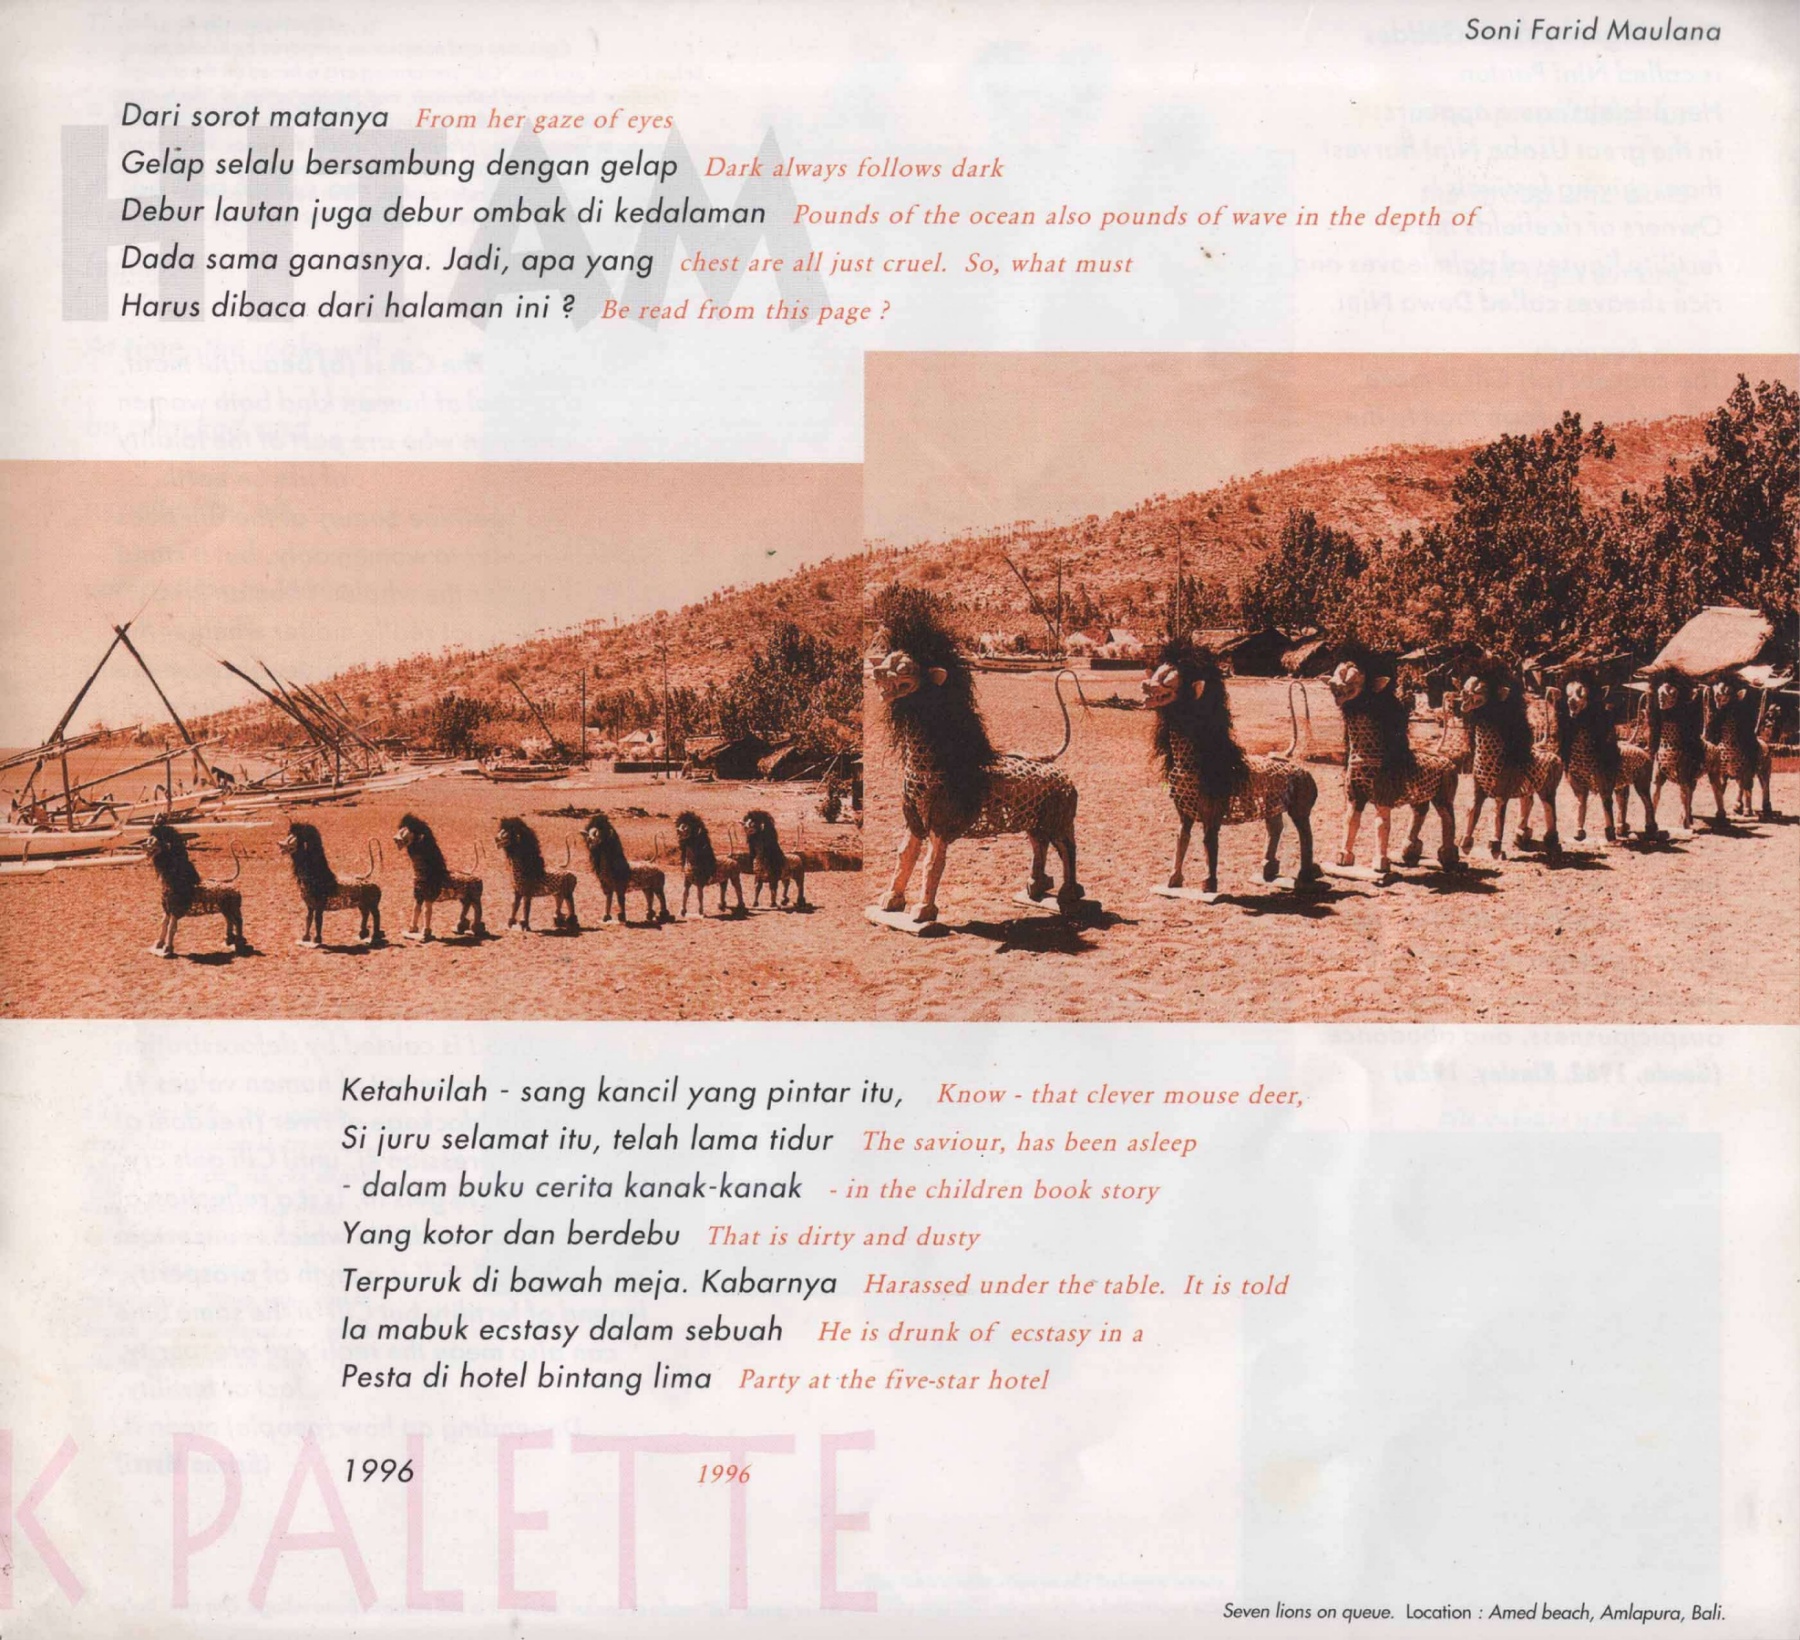 Soni Farid Maulana
HITAM
Dari sorot matanya From her gaze of eyes
Gelap selalu bersambung dengan gelap Dark always follows dark
Debur lautan juga debur ombak di kedalaman Pounds of the ocean also pounds of wave in the depth of
Dada sama ganasnya. Jadi, apa yang chest are all just cruel. So, what must
Harus dibaca dari halaman ini ? Be read from this page ?
Ketahuilah - sang kancil yang pintar itu, Know - that clever mouse deer,
Si juru selamat itu, telah lama tidur The saviour, has been asleep
- dalam buku cerita kanak-kanak - in the children book story
Yang kotor dan berdebu That is dirty and dusty
Terpuruk di bawah meja. Kabarnya Harassed under the table. It is told
Ia mabuk ecstasy dalam sebuah He is drunk of ecstasy in a
Pesta di hotel bintang lima Party at the five-star hotel
1996 1996
K PALETTE
Seven lions on queue. Location : Amed beach, Amlapura, Bali.